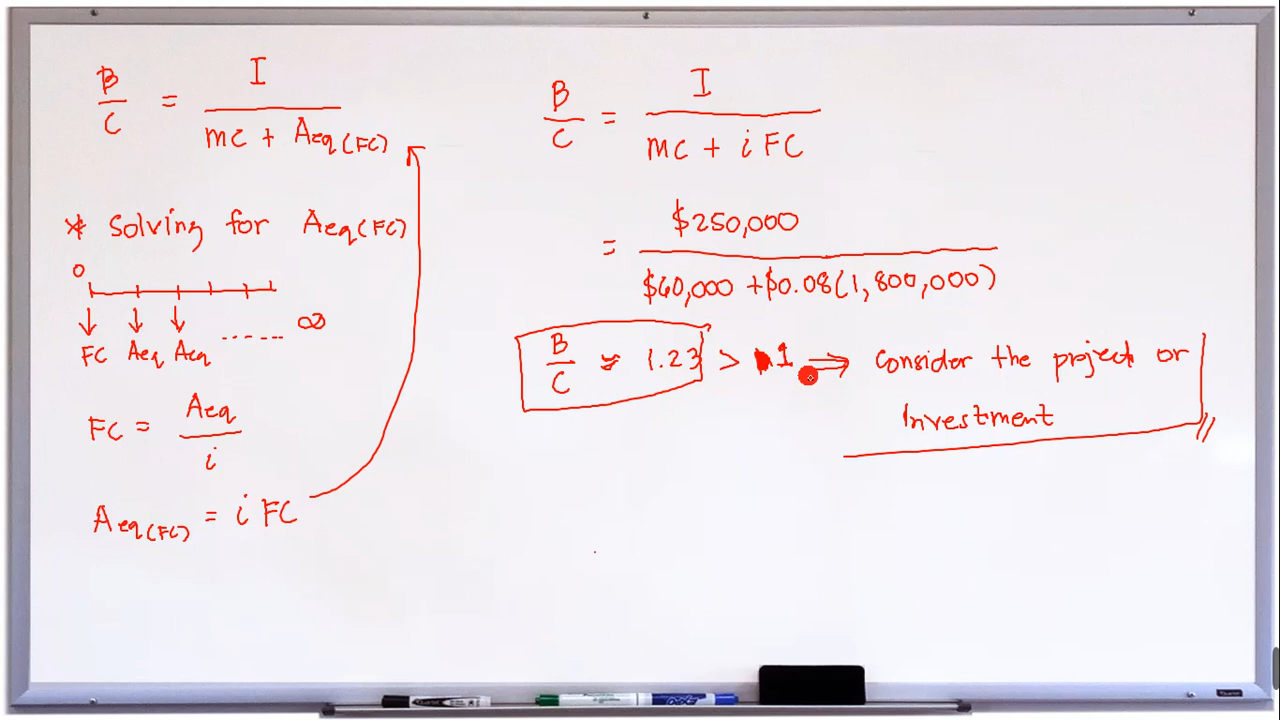 B/C = I / (mc + Aeq(FC))
* Solving for Aeq(FC)
0
FC Aeq Aeq ...... ∞
FC = Aeq / i
Aeq(FC) = i FC
B/C = I / (mc + i FC)
= $250,000 / ($60,000 + $0.08(1,800,000))
B/C ≈ 1.23 > 1 ⇒ Consider the project or
Investment